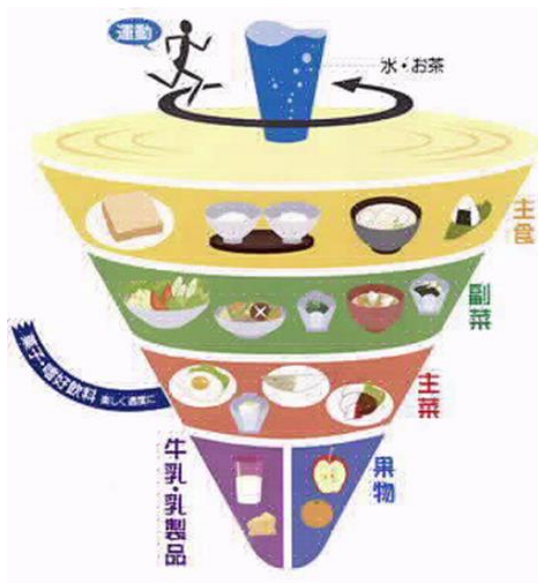 運動
水・お茶
主食
副菜
菓子・嗜好飲料 楽しく適度に
主菜
牛乳・乳製品
果物